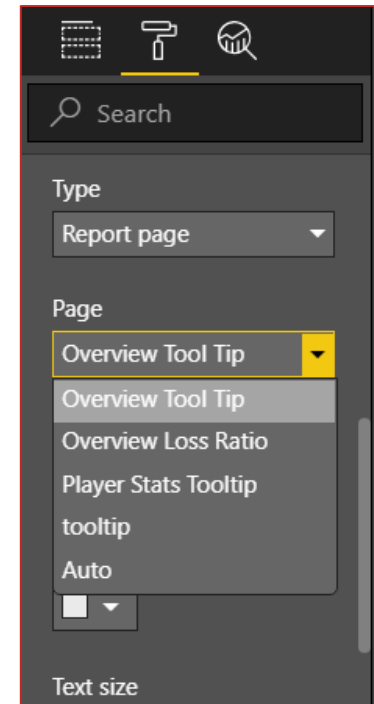 Search
Type
Report page
Page
Overview Tool Tip
Overview Tool Tip
Overview Loss Ratio
Player Stats Tooltip
tooltip
Auto
Text size